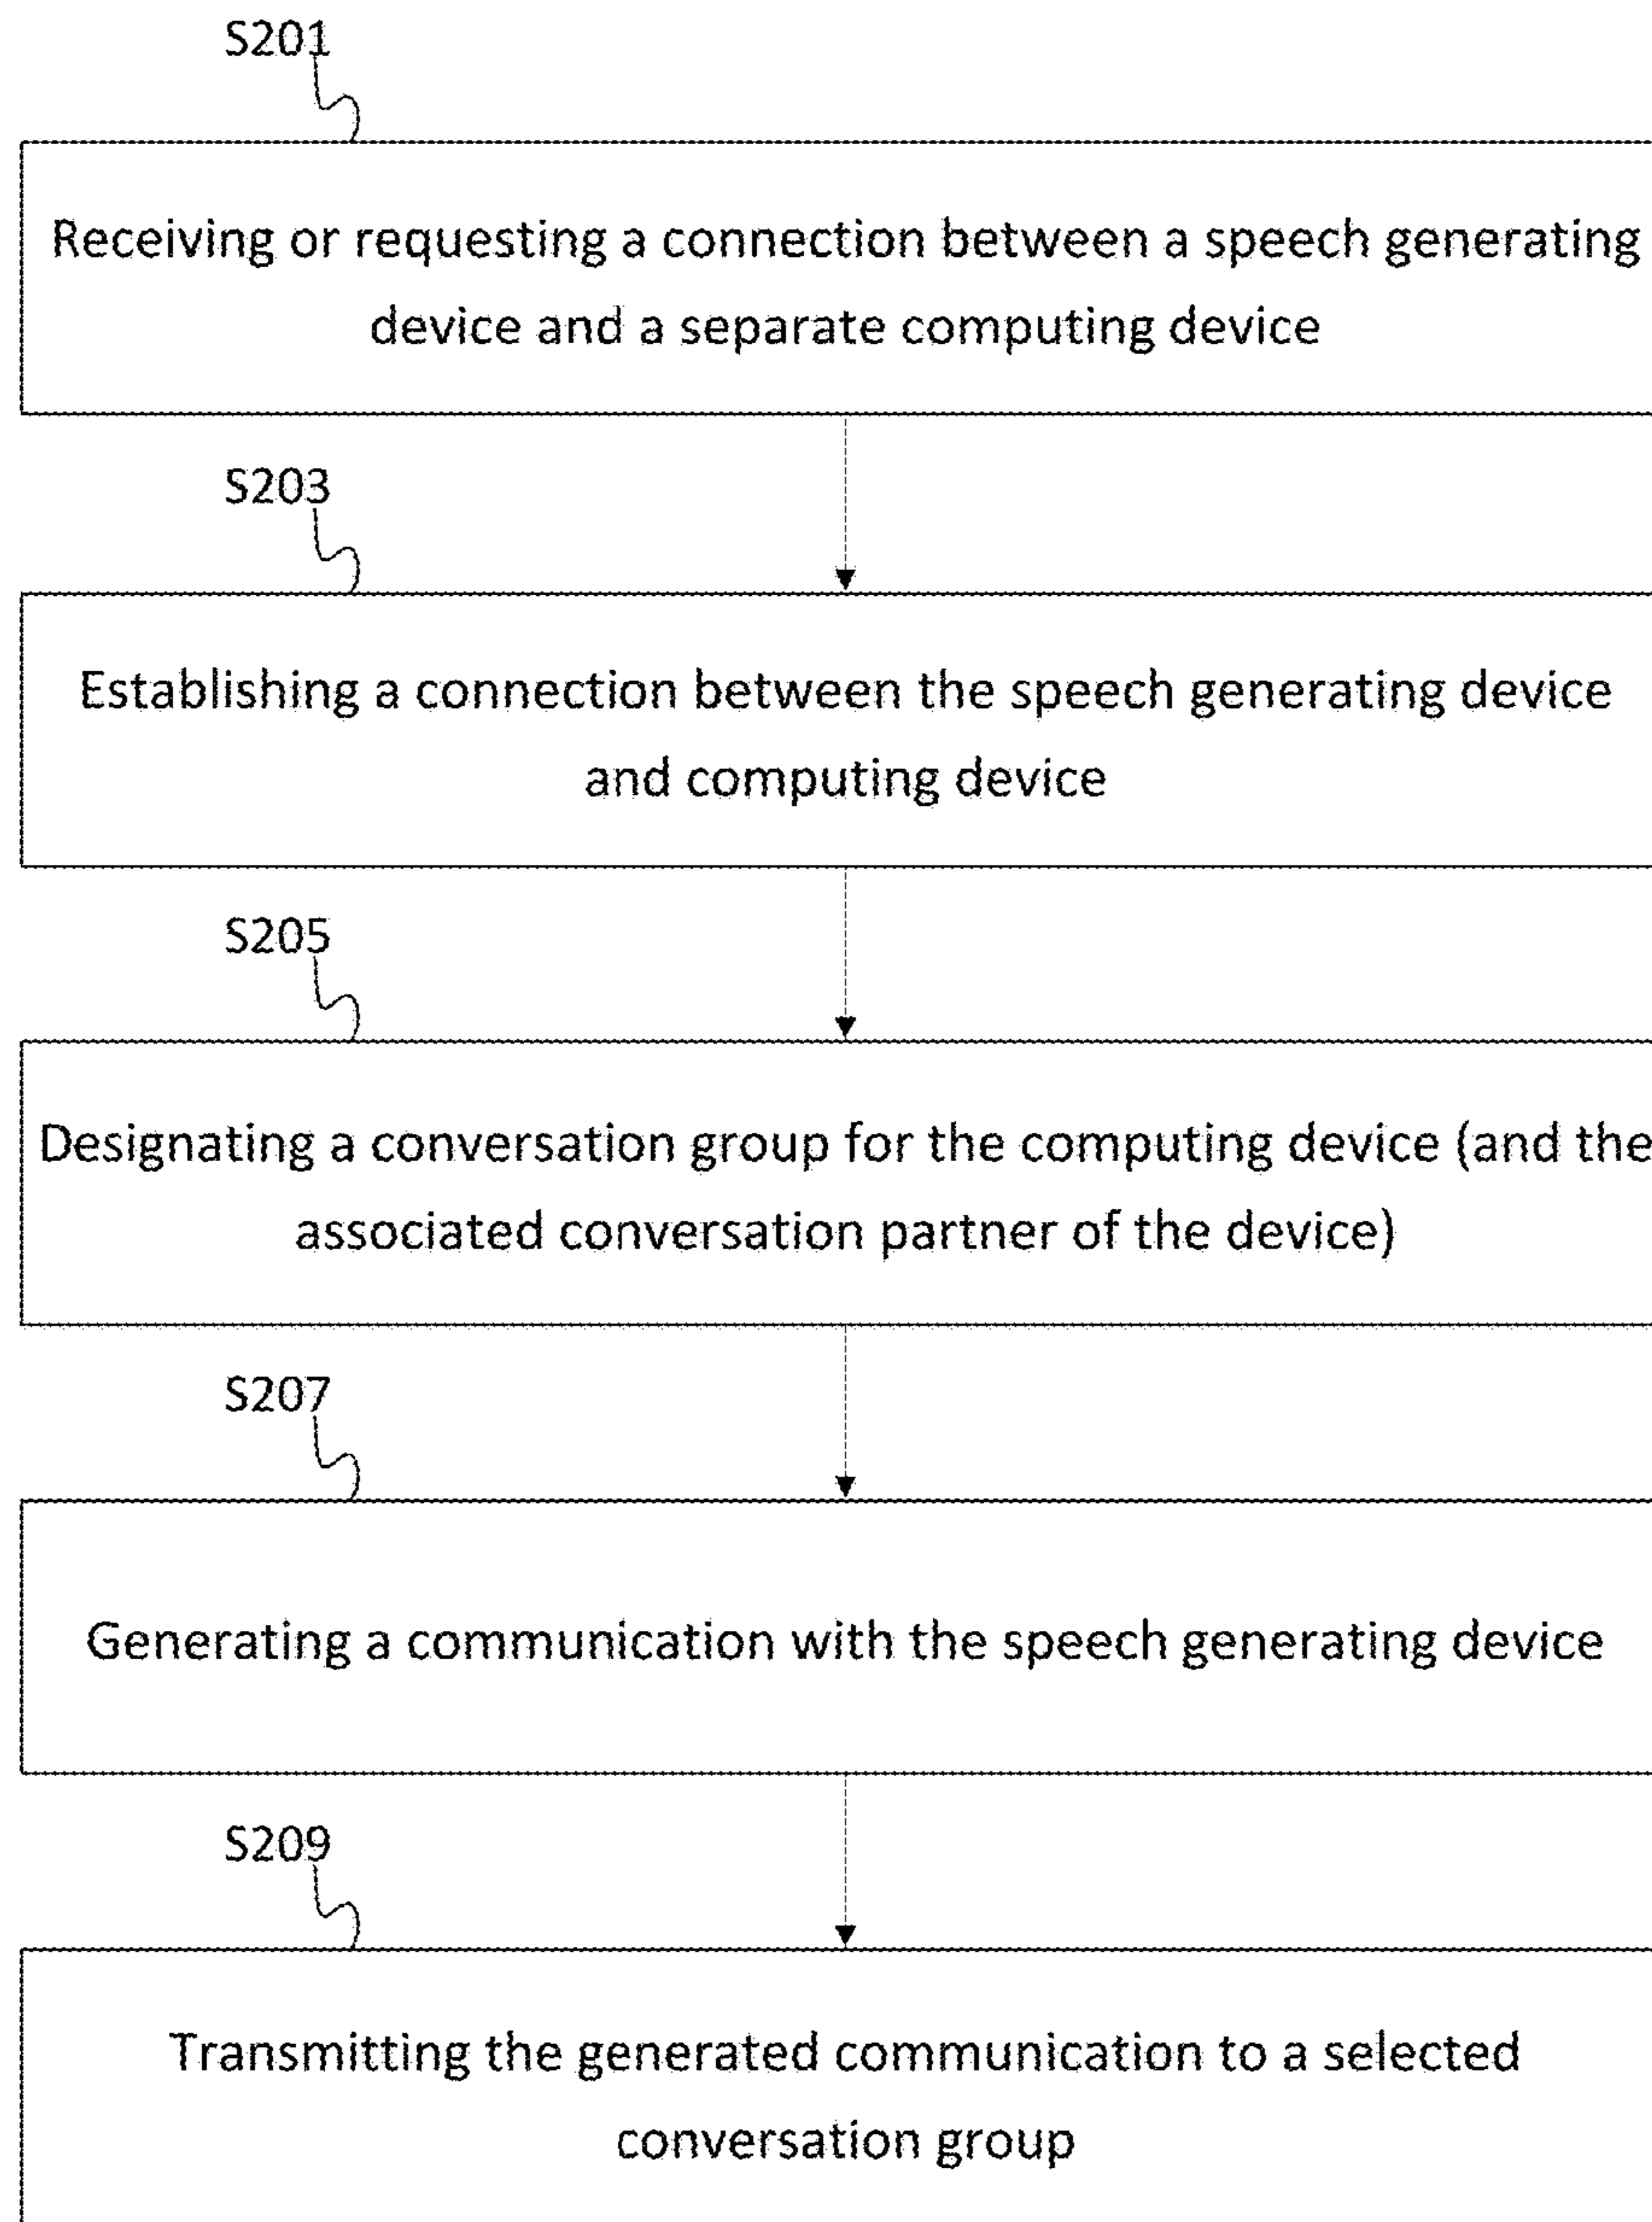 S201
Receiving or requesting a connection between a speech generating
device and a separate computing device
S203
Establishing a connection between the speech generating device
and computing device
S205
Designating a conversation group for the computing device (and the
associated conversation partner of the device)
S207
Generating a communication with the speech generating device
S209
Transmitting the generated communication to a selected
conversation group